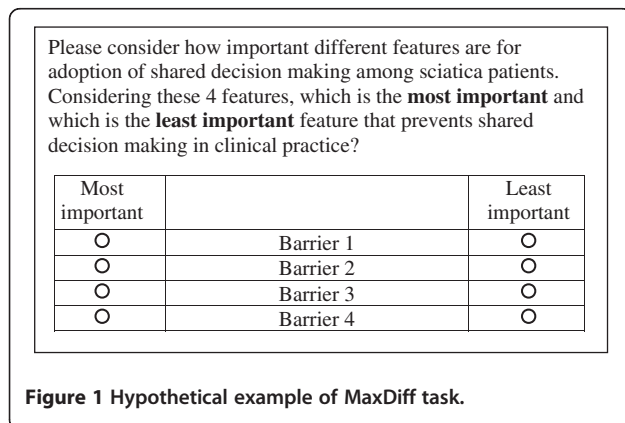 Please consider how important different features are for
adoption of shared decision making among sciatica patients.
Considering these 4 features, which is the most important and
which is the least important feature that prevents shared
decision making in clinical practice?
Most important Least important
Barrier 1
Barrier 2
Barrier 3
Barrier 4
Figure 1 Hypothetical example of MaxDiff task.